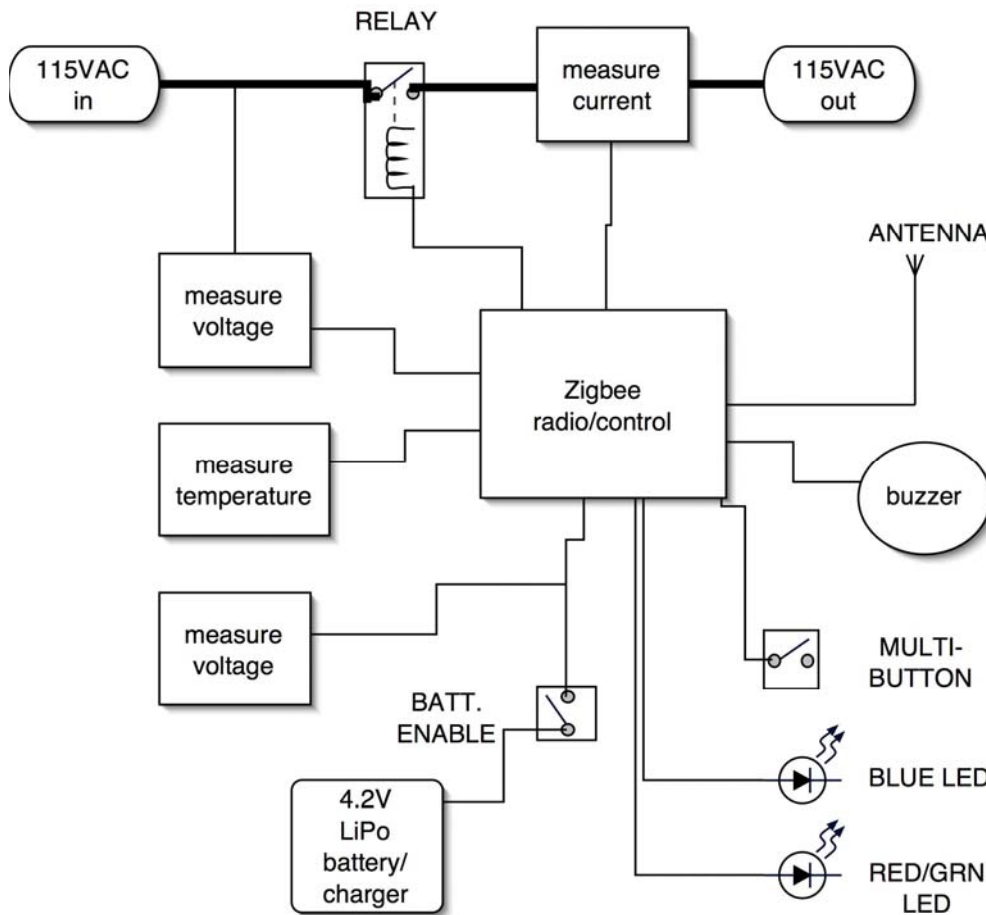 RELAY
115VAC
in
measure
current
115VAC
out
ANTENNA
measure
voltage
Zigbee
radio/control
measure
temperature
buzzer
measure
voltage
MULTI-
BUTTON
BATT.
ENABLE
BLUE LED
4.2V
LiPo
battery/
charger
RED/GRN
LED